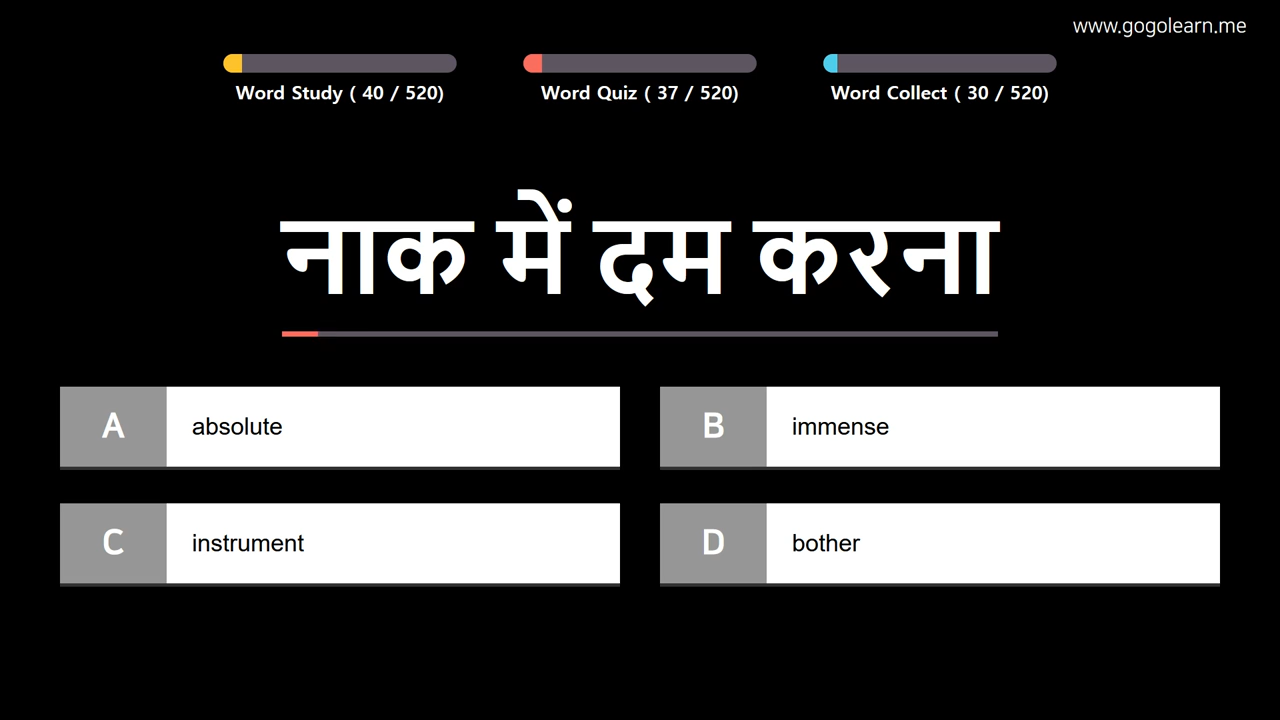 www.gogolearn.me
Word Study ( 40 / 520)
Word Quiz ( 37 / 520)
Word Collect ( 30 / 520)
नाक में दम करना
A absolute
B immense
C instrument
D bother